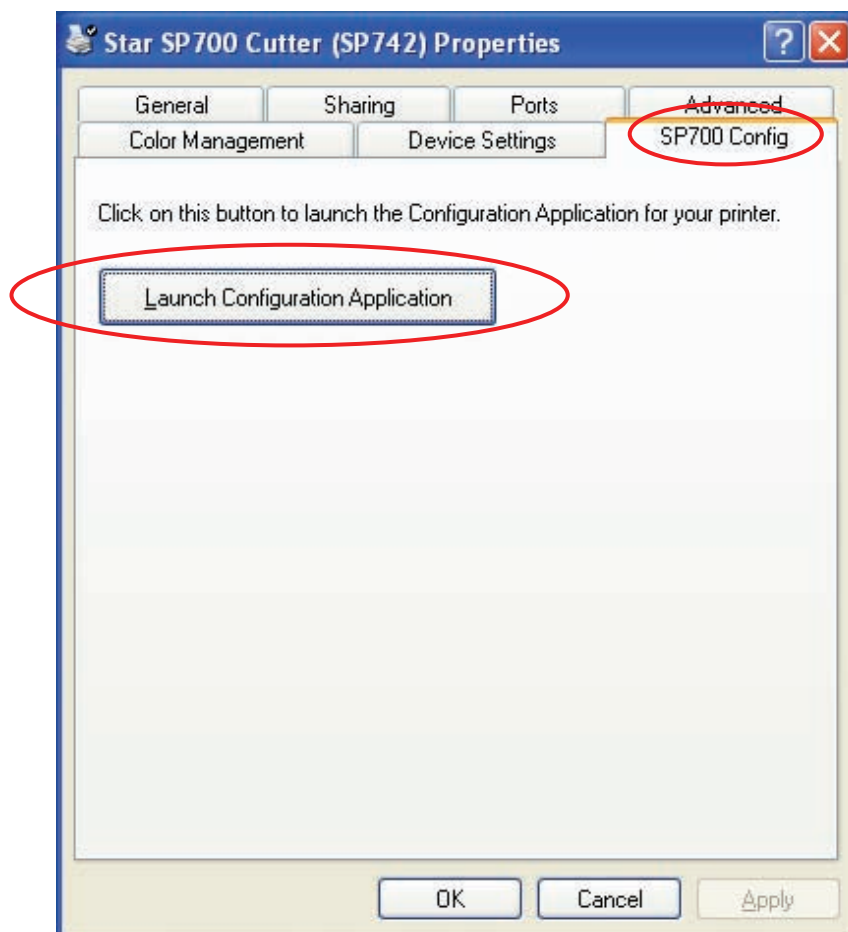 Star SP700 Cutter (SP742) Properties
?
General Sharing Ports Advanced
Color Management Device Settings SP700 Config
Click on this button to launch the Configuration Application for your printer.
Launch Configuration Application
OK Cancel Apply